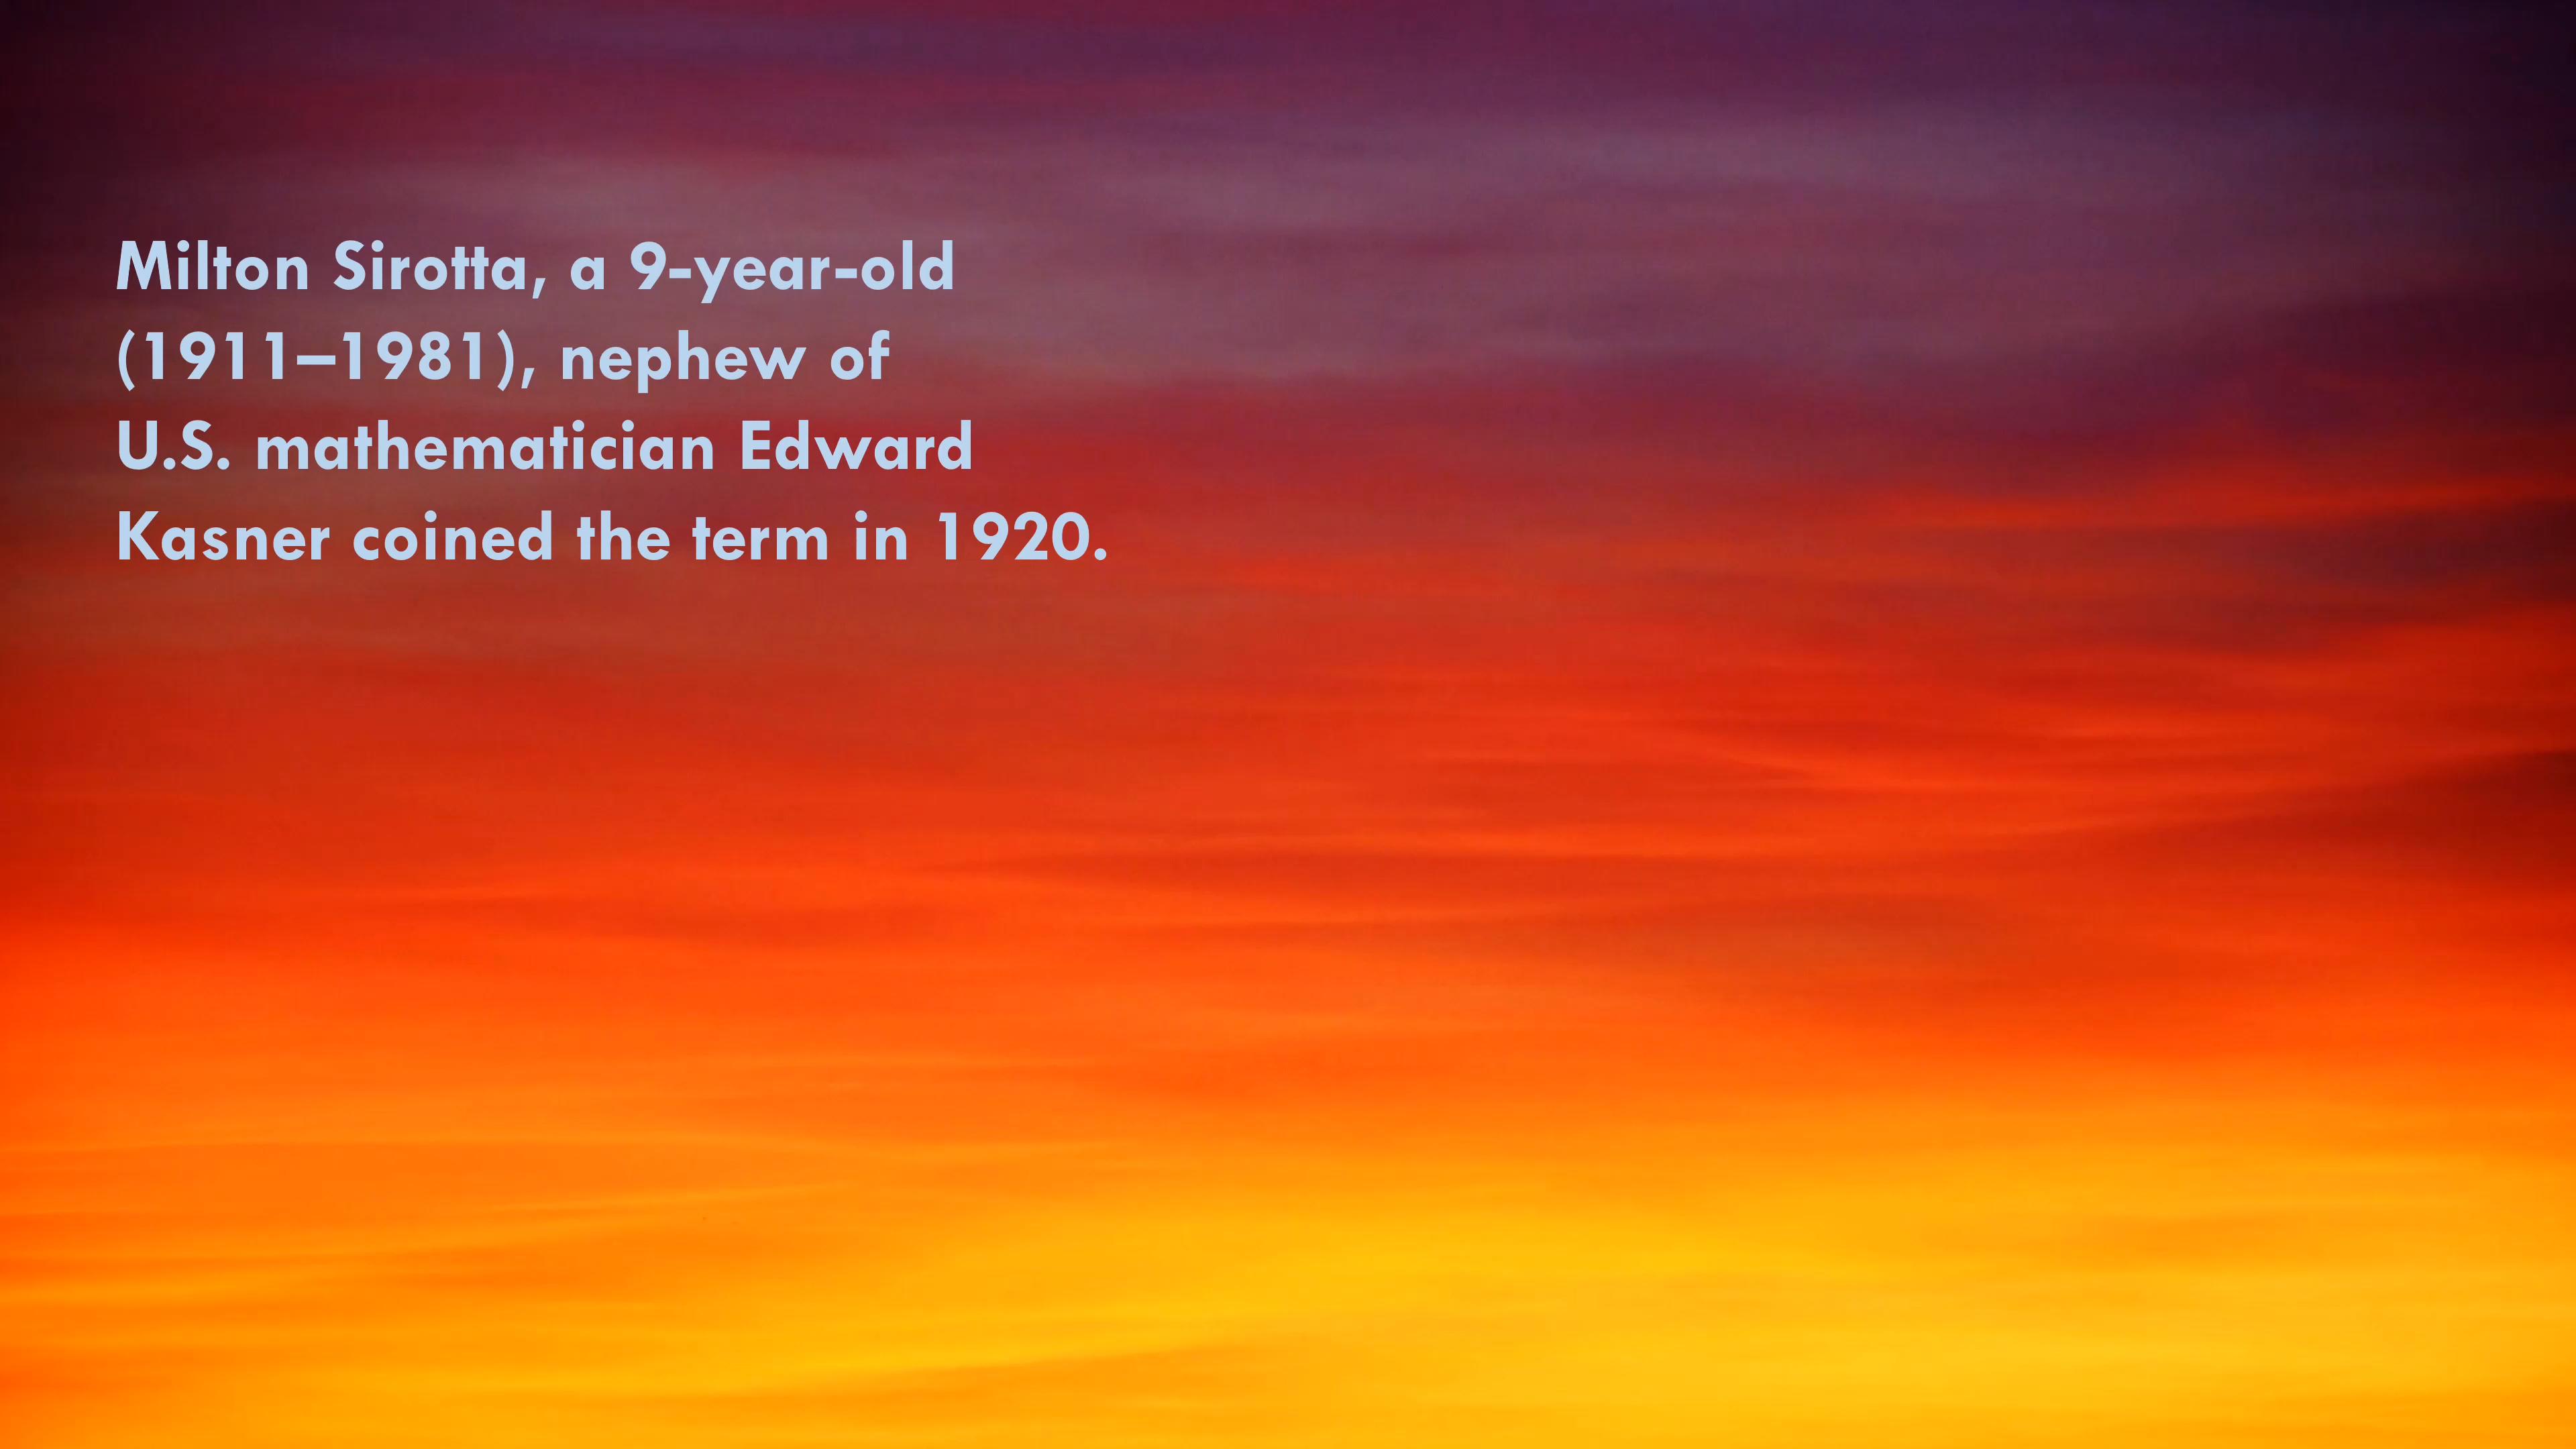 Milton Sirotta, a 9-year-old
(1911–1981), nephew of
U.S. mathematician Edward
Kasner coined the term in 1920.